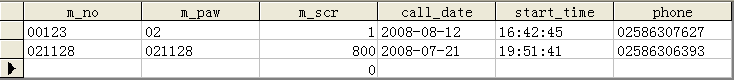 m_no m_paw m_scr call_date start_time phone
00123 02 1 2008-08-12 16:42:45 02586307627
021128 021128 800 2008-07-21 19:51:41 02586306393
0